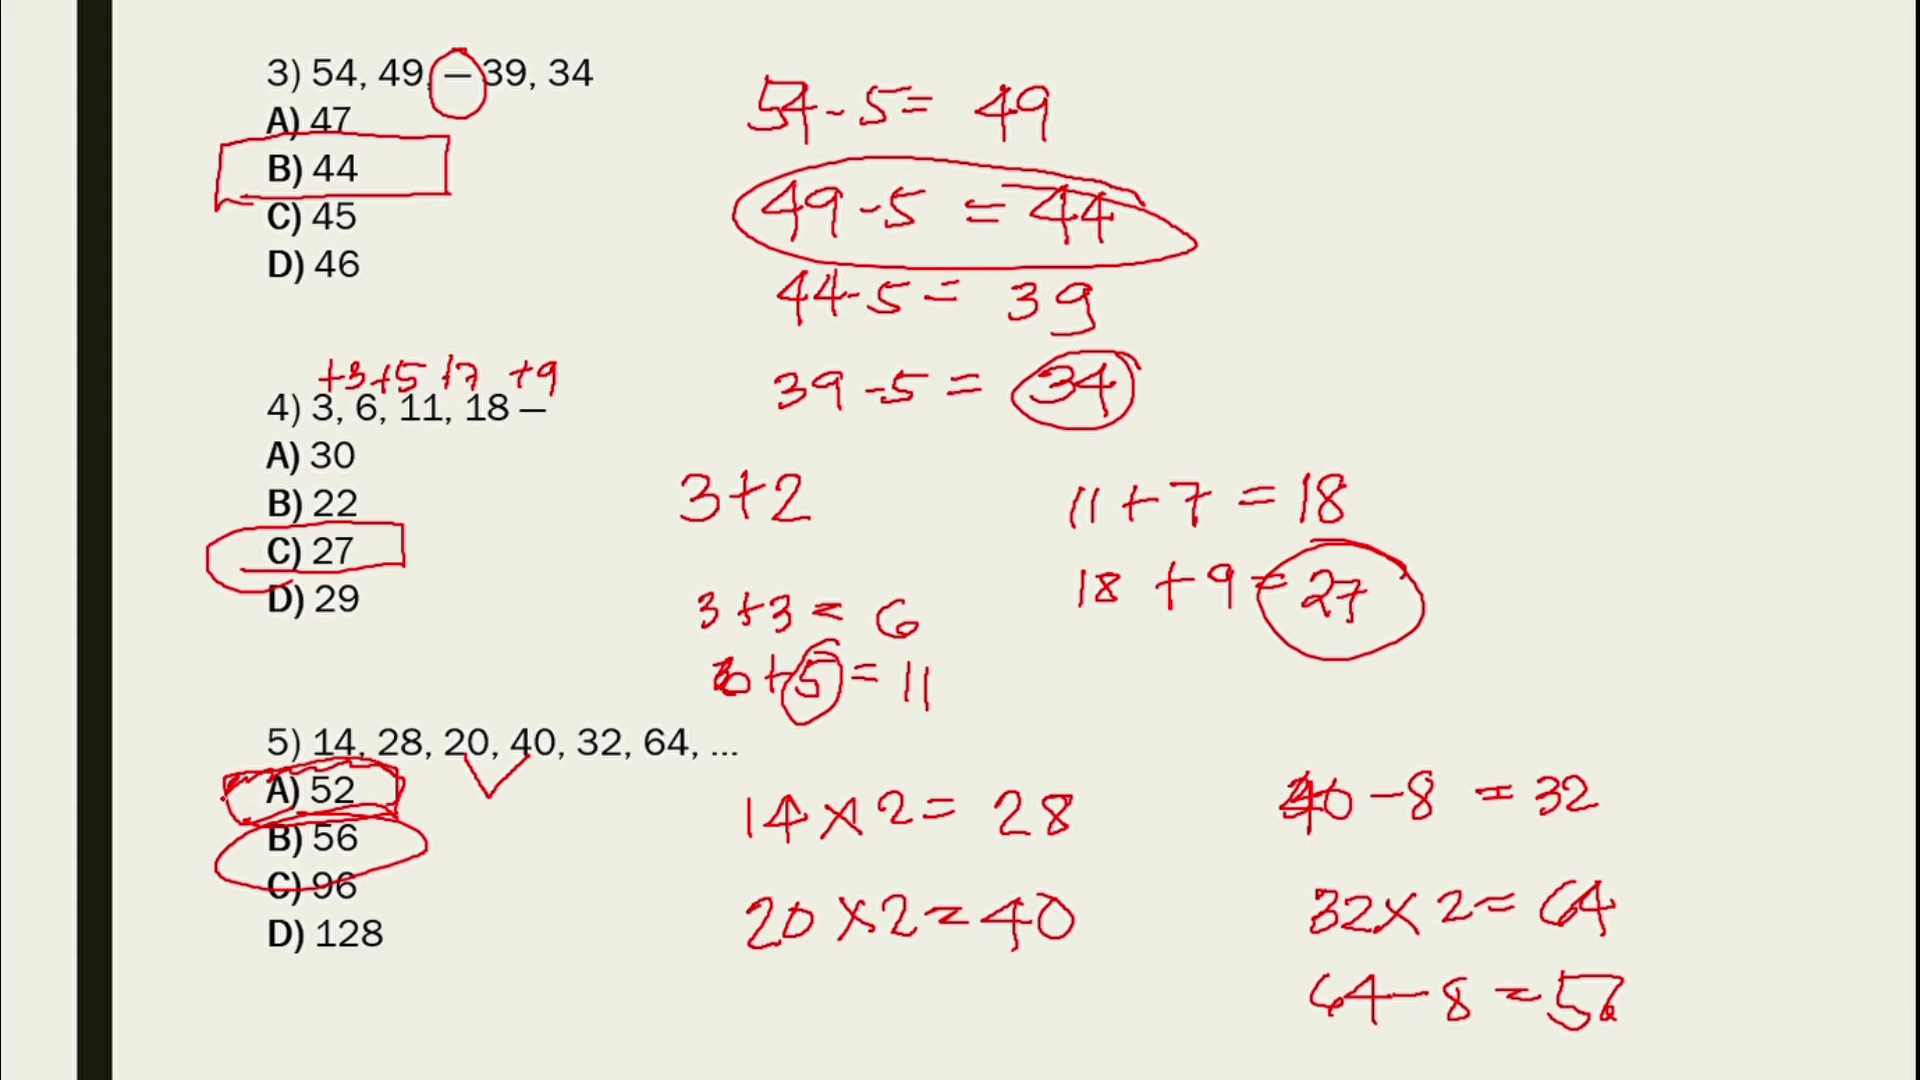 3) 54, 49, — 39, 34
A) 47
B) 44
C) 45
D) 46
54 - 5 = 49
49 - 5 = 44
44 - 5 = 39
39 - 5 = 34
+3 +5 +7 +9
4) 3, 6, 11, 18 —
A) 30
B) 22
C) 27
D) 29
3+2
3+3 = 6
6+5 = 11
11 + 7 = 18
18 + 9 = 27
5) 14, 28, 20, 40, 32, 64, ...
A) 52
B) 56
C) 96
D) 128
14 x 2 = 28
20 x 2 = 40
40 - 8 = 32
32 x 2 = 64
64 - 8 = 56